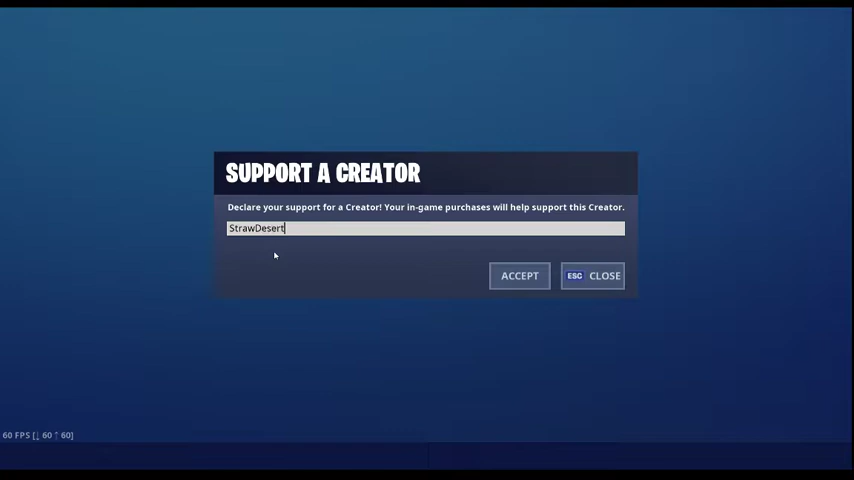 SUPPORT A CREATOR
Declare your support for a Creator! Your in-game purchases will help support this Creator.
StrawDesert
ACCEPT
ESC CLOSE
60 FPS [↓ 60 ↑ 60]